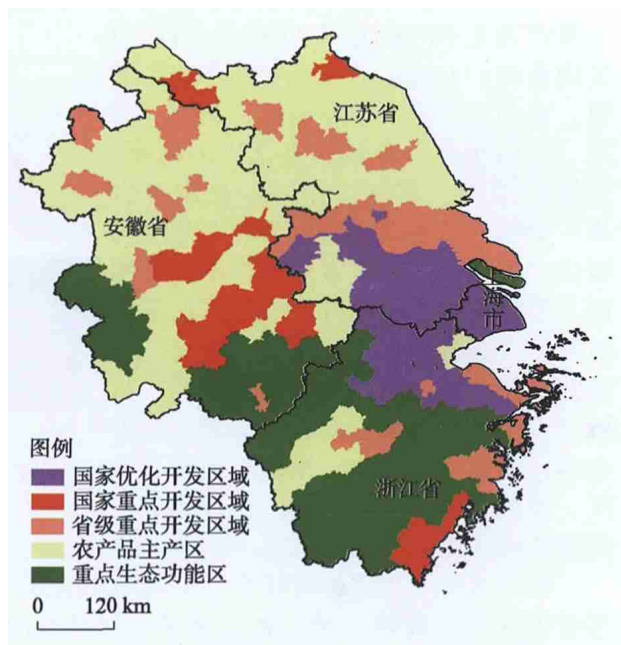 江苏省
安徽省
上海市
浙江省
图例
国家优化开发区域
国家重点开发区域
省级重点开发区域
农产品主产区
重点生态功能区
0 120 km